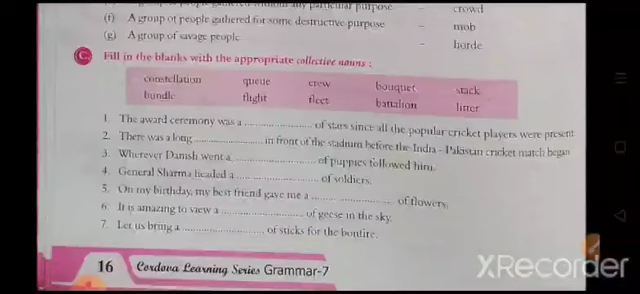 any particular purpose – crowd
(f) A group of people gathered for some destructive purpose – mob
(g) A group of savage people – horde
C. Fill in the blanks with the appropriate collective nouns :
constellation queue crew bouquet stack
bundle flight fleet battalion litter
1. The award ceremony was a ........................ of stars since all the popular cricket players were present
2. There was a long ........................ in front of the stadium before the India - Pakistan cricket match began
3. Wherever Danish went a ........................ of puppies followed him.
4. General Sharma headed a ........................ of soldiers.
5. On my birthday, my best friend gave me a ........................ of flowers.
6. It is amazing to view a ........................ of geese in the sky.
7. Let us bring a ........................ of sticks for the bonfire.
16 Cordova Learning Series Grammar-7
XRecorder